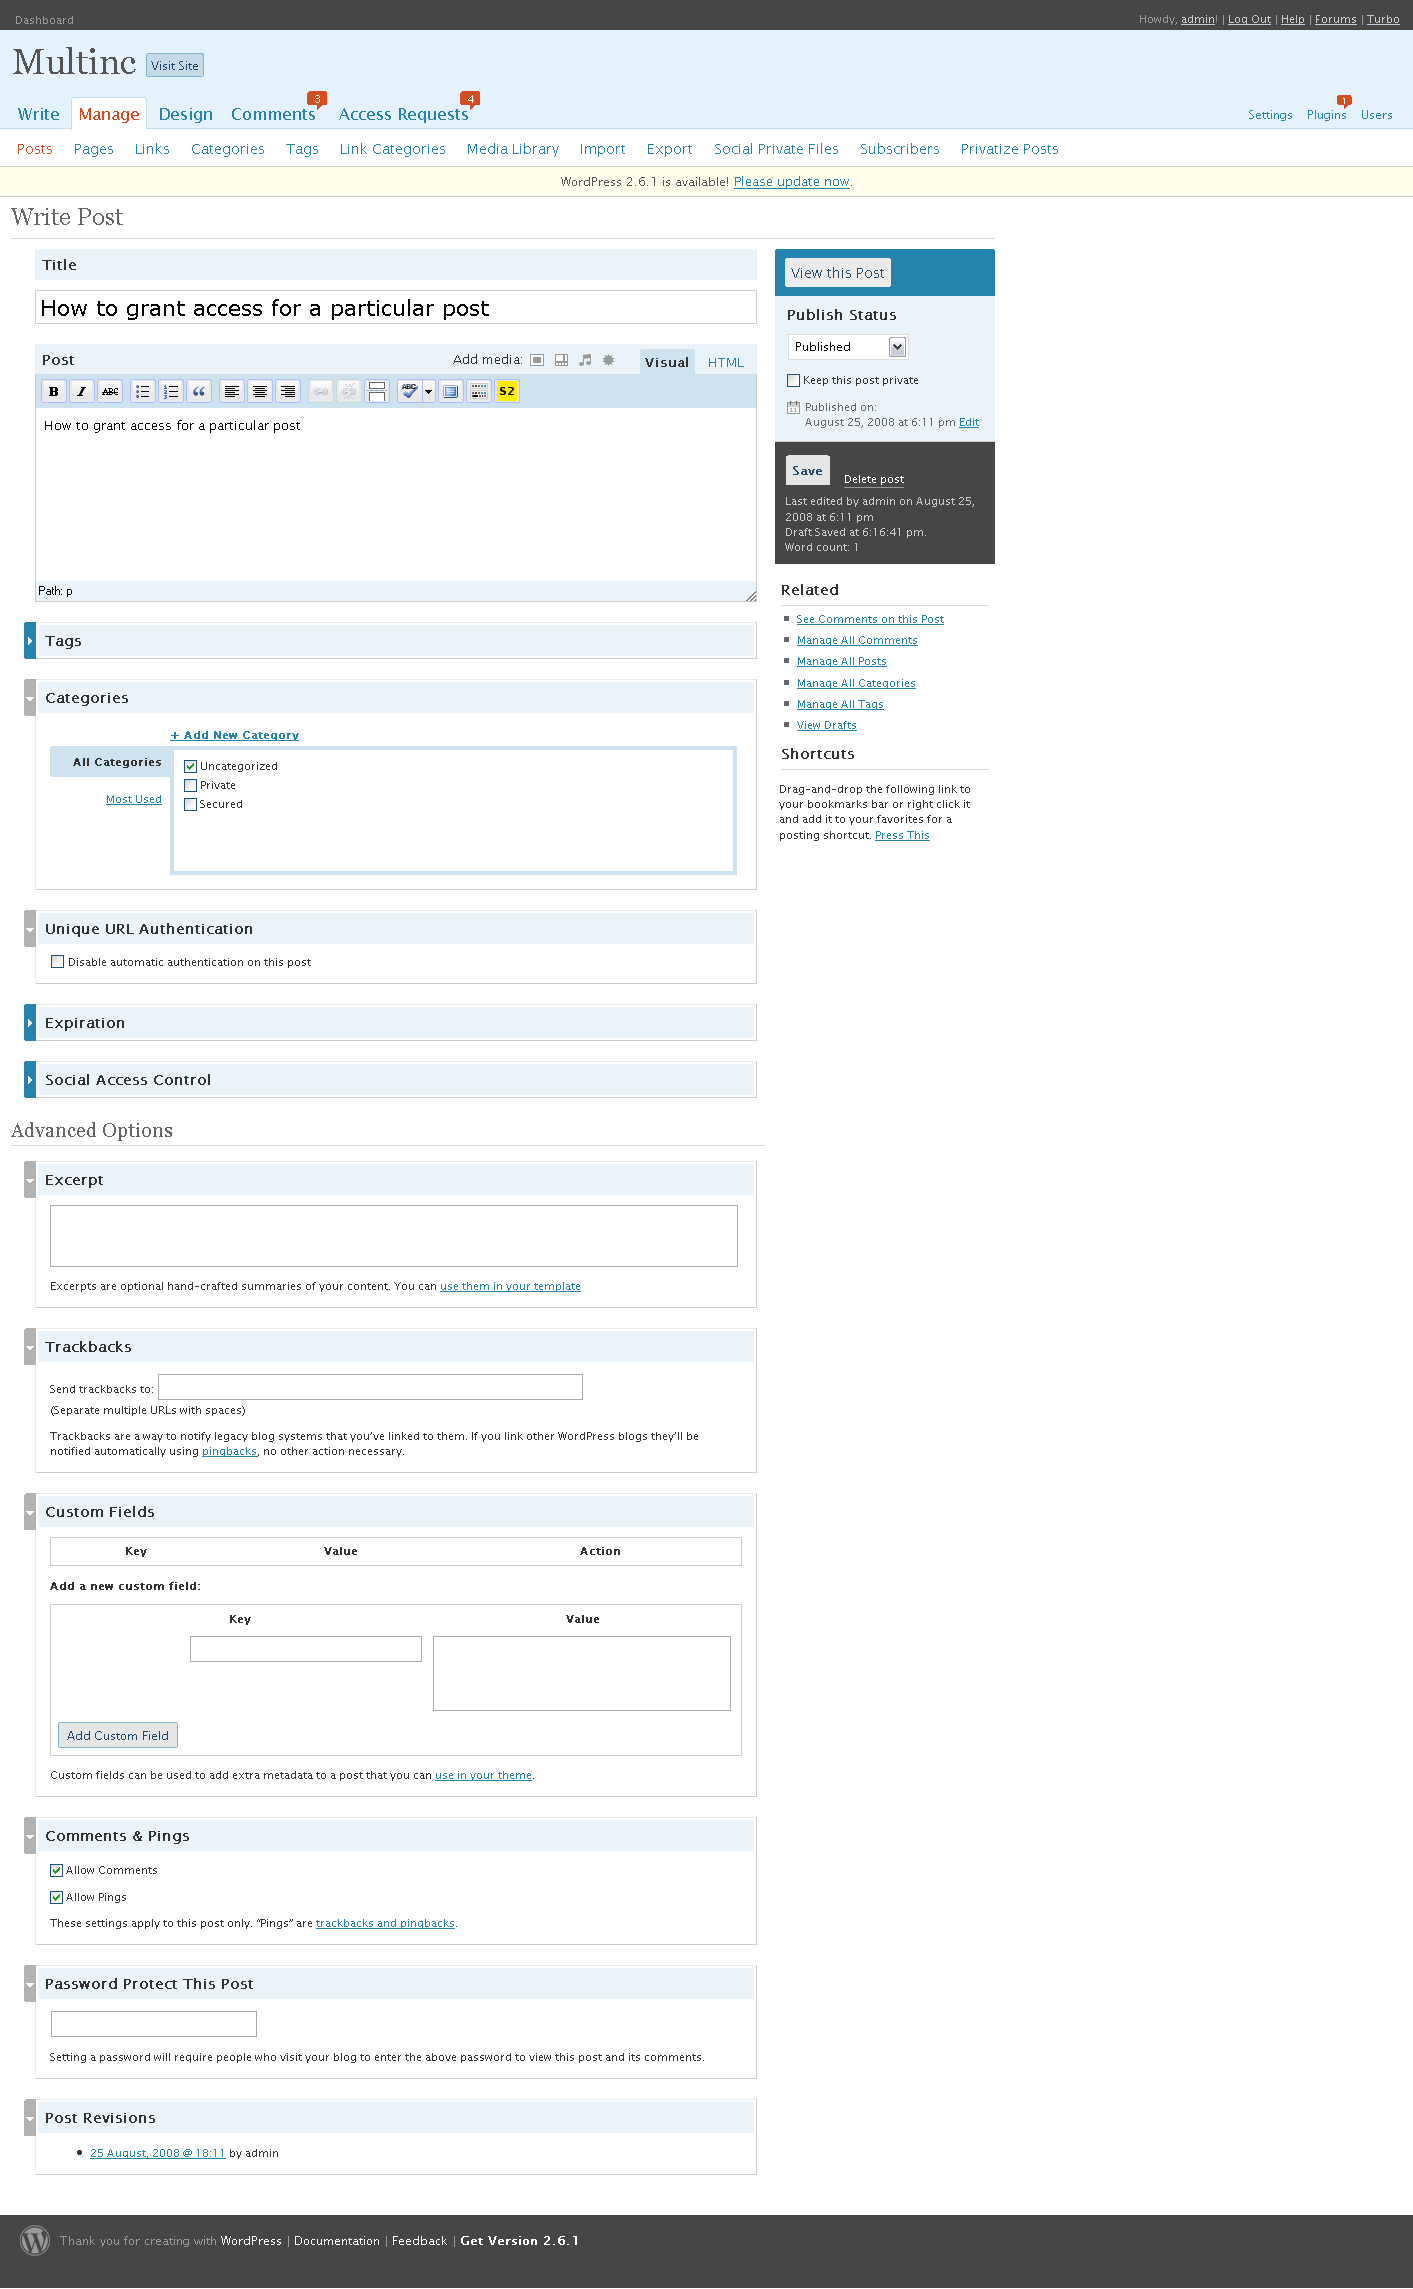 Dashboard
Howdy, admin! | Log Out | Help | Forums | Turbo
Multinc Visit Site
Write Manage Design Comments 3 Access Requests 4
Settings Plugins 1 Users
Posts Pages Links Categories Tags Link Categories Media Library Import Export Social Private Files Subscribers Privatize Posts
WordPress 2.6.1 is available! Please update now.
Write Post
Title
How to grant access for a particular post
Post
Add media:
Visual HTML
B I ABC ABC S2
How to grant access for a particular post
Path: p
View this Post
Publish Status
Published
Keep this post private
Published on:
August 25, 2008 at 6:11 pm Edit
Save Delete post
Last edited by admin on August 25,
2008 at 6:11 pm
Draft Saved at 6:16:41 pm.
Word count: 1
Related
See Comments on this Post
Manage All Comments
Manage All Posts
Manage All Categories
Manage All Tags
View Drafts
Shortcuts
Drag-and-drop the following link to
your bookmarks bar or right click it
and add it to your favorites for a
posting shortcut. Press This
Tags
Categories
+ Add New Category
All Categories
Most Used
Uncategorized
Private
Secured
Unique URL Authentication
Disable automatic authentication on this post
Expiration
Social Access Control
Advanced Options
Excerpt
Excerpts are optional hand-crafted summaries of your content. You can use them in your template
Trackbacks
Send trackbacks to:
(Separate multiple URLs with spaces)
Trackbacks are a way to notify legacy blog systems that you've linked to them. If you link other WordPress blogs they'll be
notified automatically using pingbacks, no other action necessary.
Custom Fields
Key Value Action
Add a new custom field:
Key Value
Add Custom Field
Custom fields can be used to add extra metadata to a post that you can use in your theme.
Comments & Pings
Allow Comments
Allow Pings
These settings apply to this post only. "Pings" are trackbacks and pingbacks.
Password Protect This Post
Setting a password will require people who visit your blog to enter the above password to view this post and its comments.
Post Revisions
25 August, 2008 @ 18:11 by admin
Thank you for creating with WordPress | Documentation | Feedback | Get Version 2.6.1